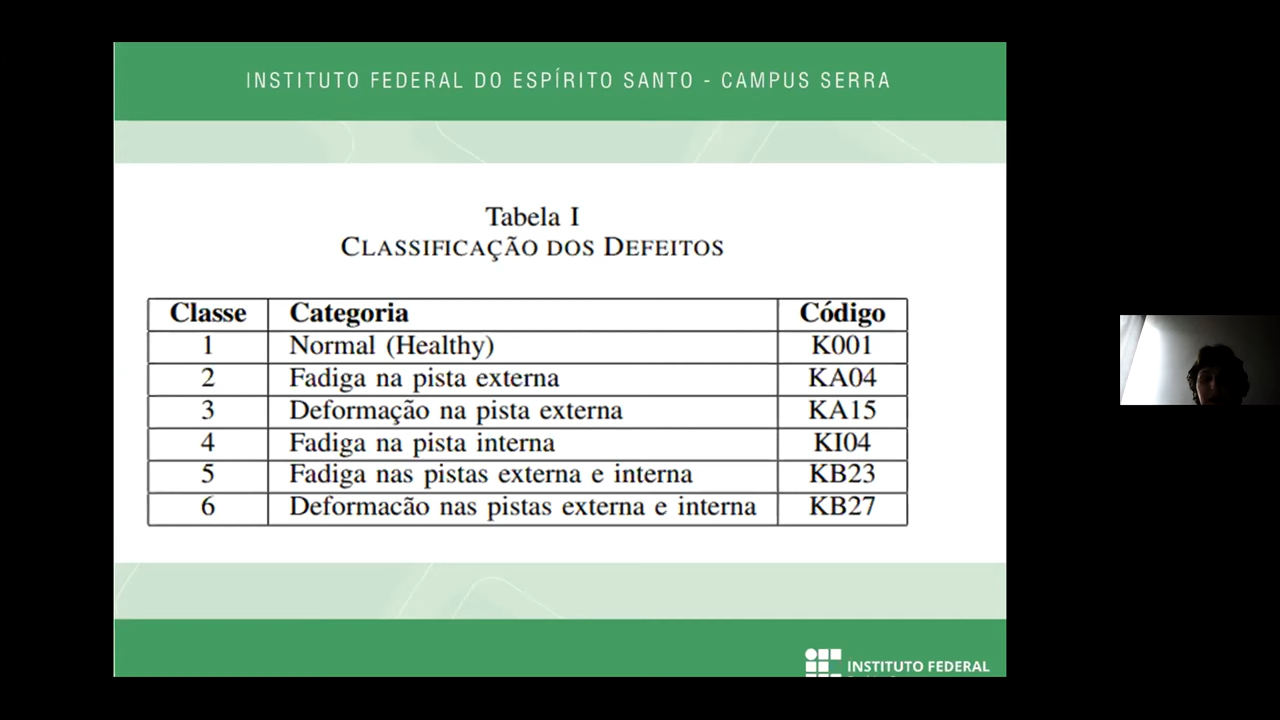 INSTITUTO FEDERAL DO ESPÍRITO SANTO - CAMPUS SERRA
Tabela I
CLASSIFICAÇÃO DOS DEFEITOS
Classe Categoria Código
1 Normal (Healthy) K001
2 Fadiga na pista externa KA04
3 Deformação na pista externa KA15
4 Fadiga na pista interna KI04
5 Fadiga nas pistas externa e interna KB23
6 Deformacão nas pistas externa e interna KB27
INSTITUTO FEDERAL